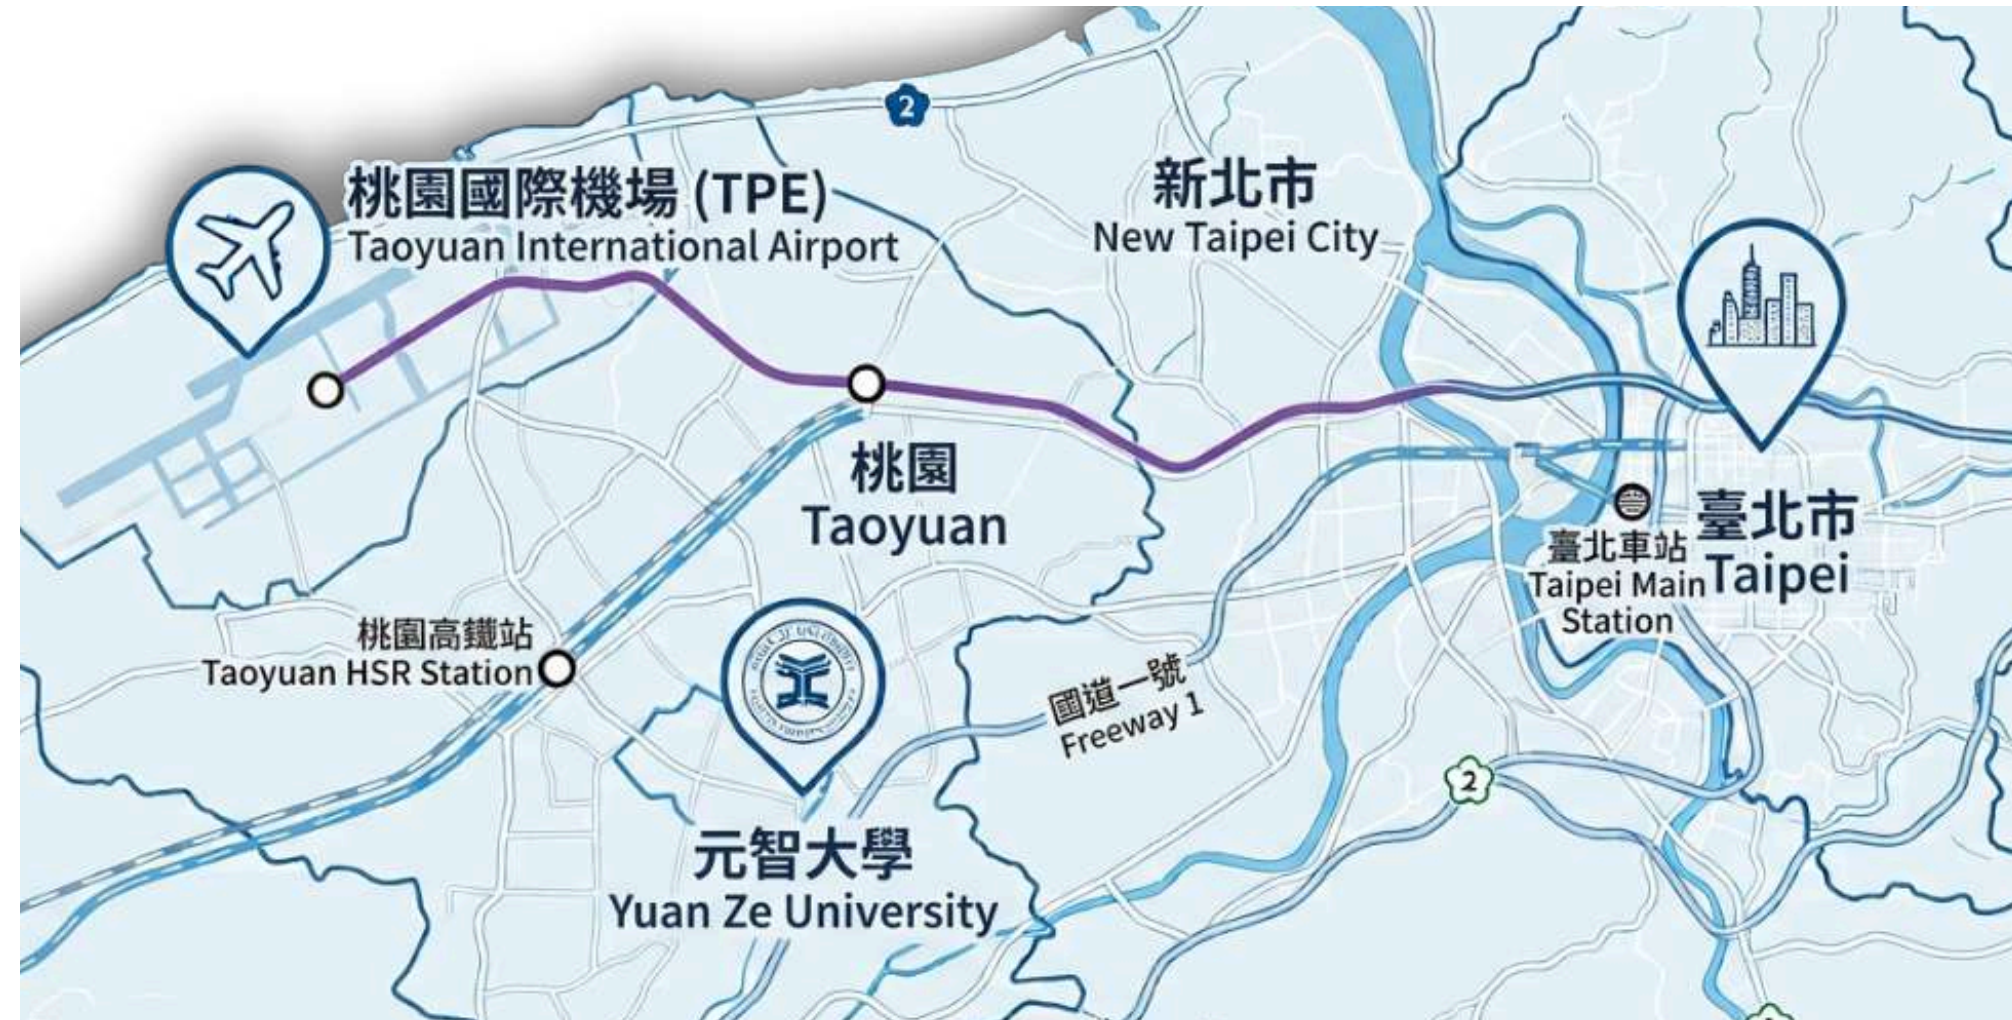 2
桃園國際機場 (TPE)
Taoyuan International Airport
新北市
New Taipei City
桃園
Taoyuan
臺北車站
Taipei Main
Station
臺北市
Taipei
桃園高鐵站
Taoyuan HSR Station
國道一號
Freeway 1
2
元智大學
Yuan Ze University